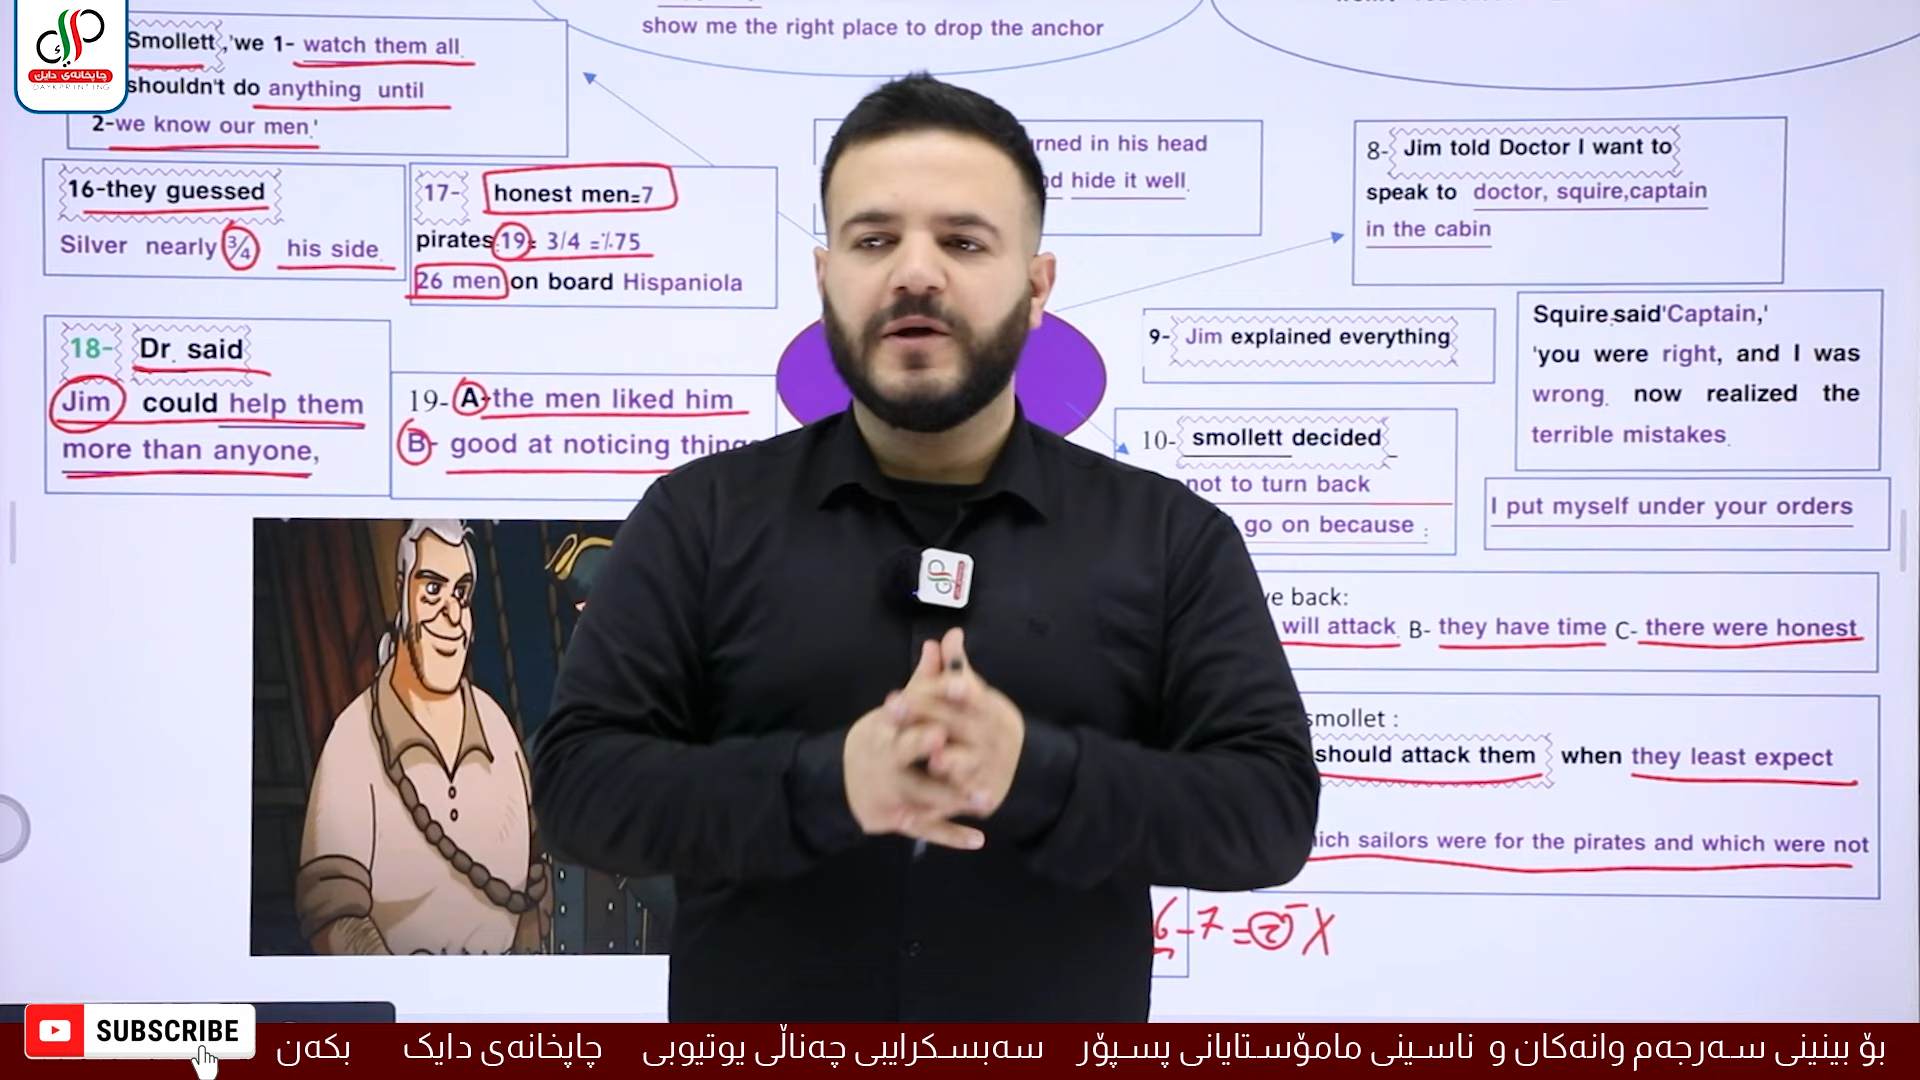 چاپخانەی دایک
DAYKPRINTING
show me the right place to drop the anchor
Smollett,'we 1- watch them all
shouldn't do anything until
2-we know our men.'
16-they guessed
Silver nearly 3/4 his side
17- honest men=7
pirates 19= 3/4 =٪75
26 men on board Hispaniola
18- Dr. said
Jim could help them
more than anyone,
19- A-the men liked him
B- good at noticing things
in his head
hide it well
8- Jim told Doctor I want to
speak to doctor, squire,captain
in the cabin
9- Jim explained everything
Squire said'Captain,'
'you were right, and I was
wrong. now realized the
terrible mistakes
10- smollett decided
not to turn back
go on because :
I put myself under your orders
back:
will attack B- they have time C- there were honest
smollet :
should attack them when they least expect
which sailors were for the pirates and which were not
SUBSCRIBE
بۆ بینینی سەرجەم وانەکان و ناسینی مامۆستایانی پسپۆر سەبسکرایبی چەناڵی یوتیوبی چاپخانەی دایک بکەن